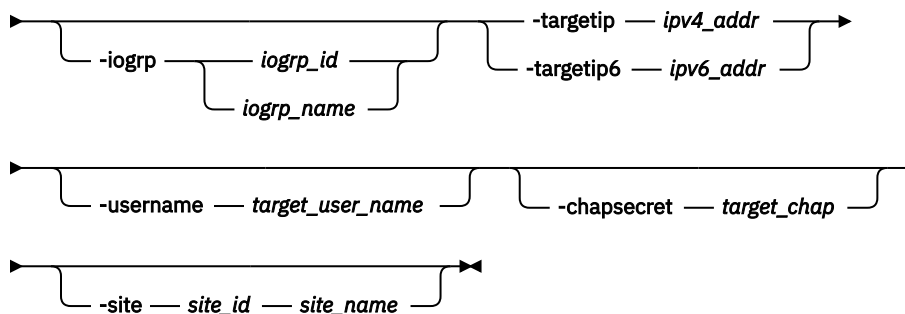 -targetip ipv4_addr
-iogrp iogrp_id -targetip6 ipv6_addr
iogrp_name
-username target_user_name -chapsecret target_chap
-site site_id site_name